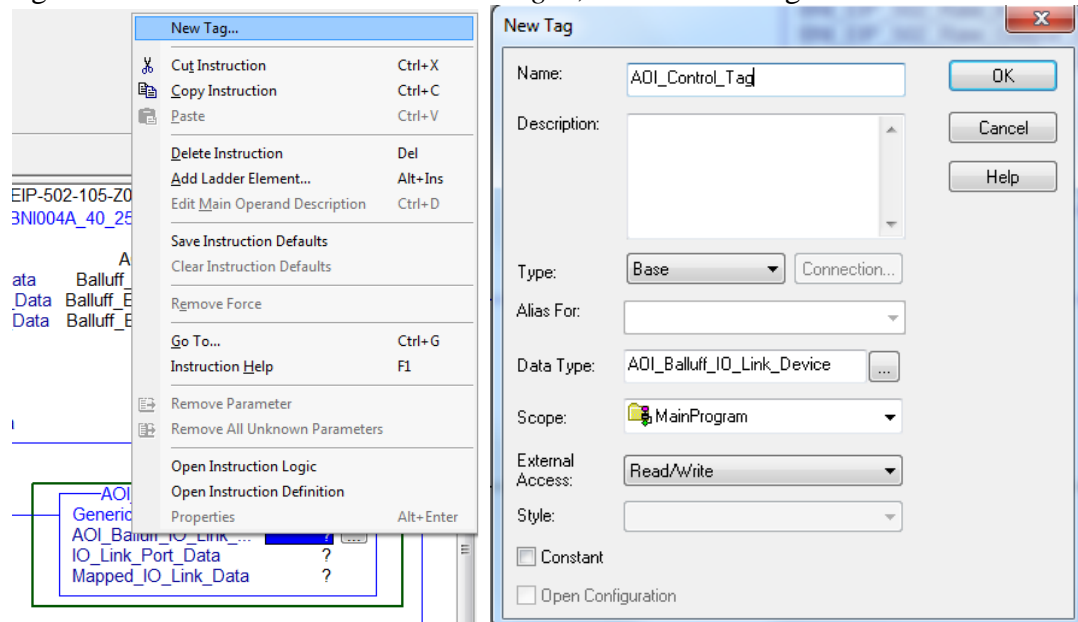 New Tag...
Cut Instruction Ctrl+X
Copy Instruction Ctrl+C
Paste Ctrl+V
Delete Instruction Del
Add Ladder Element... Alt+Ins
Edit Main Operand Description Ctrl+D
Save Instruction Defaults
Clear Instruction Defaults
Remove Force
Go To... Ctrl+G
Instruction Help F1
Remove Parameter
Remove All Unknown Parameters
Open Instruction Logic
Open Instruction Definition
Properties Alt+Enter
EIP-502-105-Z0
BNI004A_40_25
A
ata Balluff_
_Data Balluff_E
Data Balluff_E
AOI
Generic
AOI_Balluff_IO_Link_... ? ...
IO_Link_Port_Data ?
Mapped_IO_Link_Data ?
New Tag
Name: AOI_Control_Tag
OK
Description:
Cancel
Help
Type: Base Connection...
Alias For:
Data Type: AOI_Balluff_IO_Link_Device ...
Scope: MainProgram
External
Access: Read/Write
Style:
Constant
Open Configuration